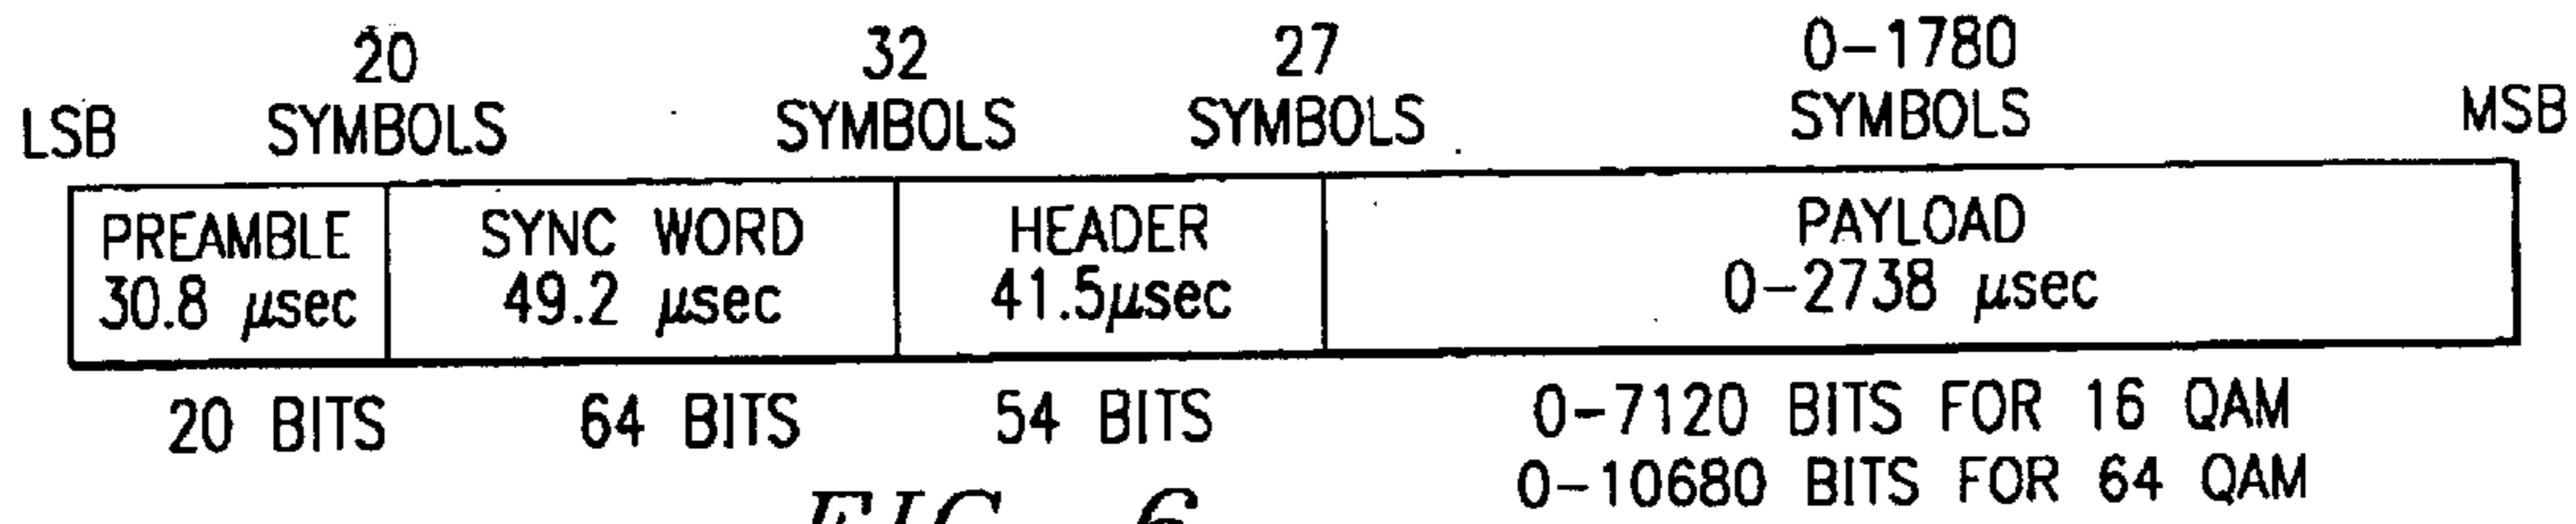 20 32 27 0-1780
LSB SYMBOLS SYMBOLS SYMBOLS SYMBOLS MSB
PREAMBLE SYNC WORD HEADER PAYLOAD
30.8 µsec 49.2 µsec 41.5µsec 0-2738 µsec
20 BITS 64 BITS 54 BITS 0-7120 BITS FOR 16 QAM
0-10680 BITS FOR 64 QAM
FIG. 6